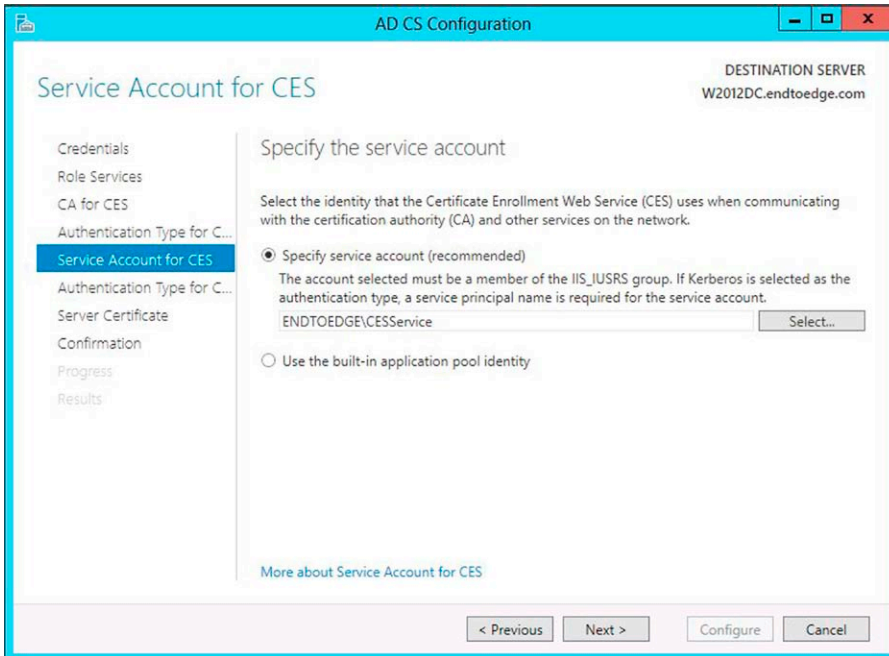 AD CS Configuration
Service Account for CES
DESTINATION SERVER
W2012DC.endtoedge.com
Credentials
Role Services
CA for CES
Authentication Type for C...
Service Account for CES
Authentication Type for C...
Server Certificate
Confirmation
Progress
Results
Specify the service account
Select the identity that the Certificate Enrollment Web Service (CES) uses when communicating
with the certification authority (CA) and other services on the network.
Specify service account (recommended)
The account selected must be a member of the IIS_IUSRS group. If Kerberos is selected as the
authentication type, a service principal name is required for the service account.
ENDTOEDGE\CESService
Select...
Use the built-in application pool identity
More about Service Account for CES
< Previous
Next >
Configure
Cancel